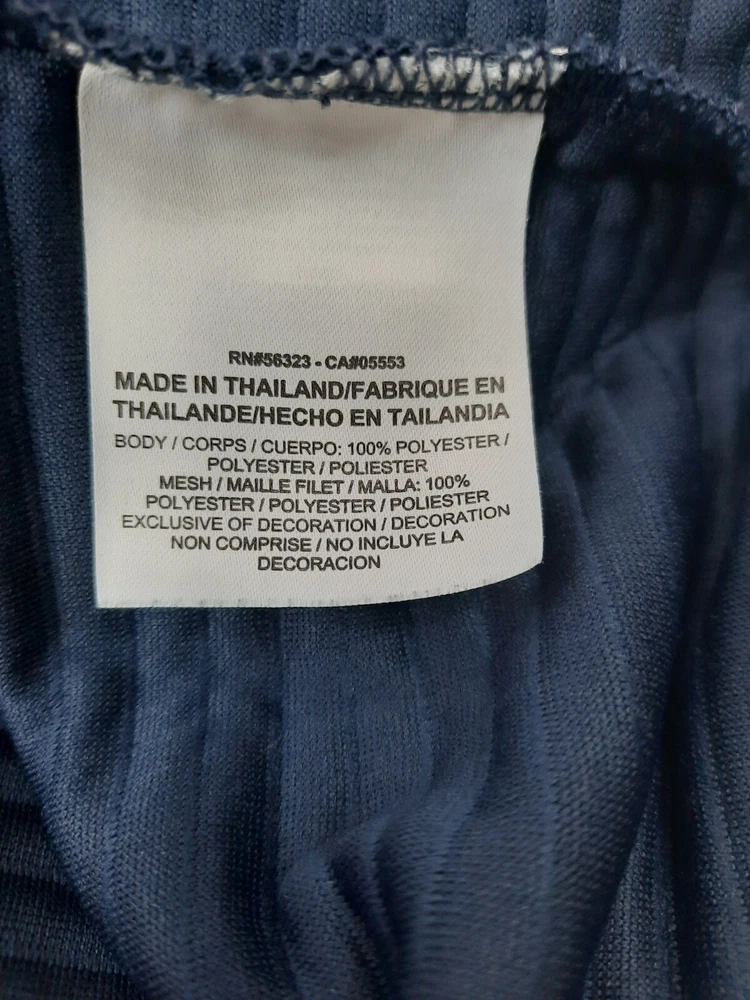 RN#56323 - CA#05553
MADE IN THAILAND/FABRIQUE EN
THAILANDE/HECHO EN TAILANDIA
BODY / CORPS / CUERPO: 100% POLYESTER /
POLYESTER / POLIESTER
MESH / MAILLE FILET / MALLA: 100%
POLYESTER / POLYESTER / POLIESTER
EXCLUSIVE OF DECORATION / DECORATION
NON COMPRISE / NO INCLUYE LA
DECORACION